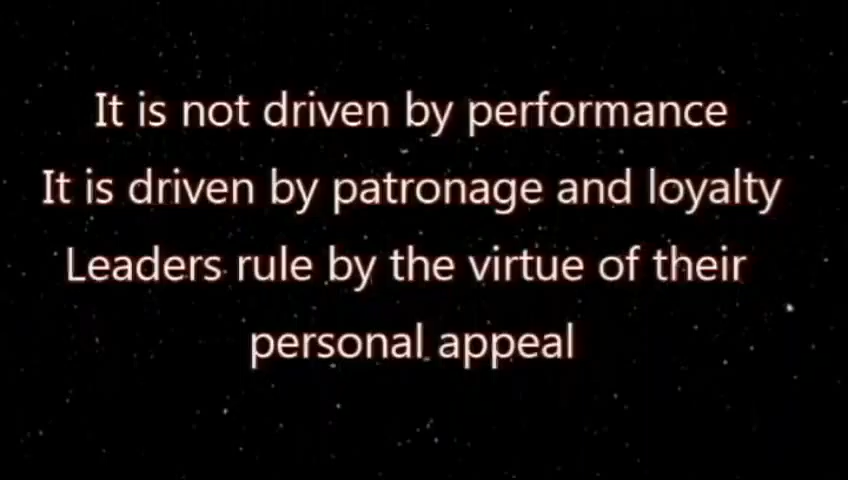 It is not driven by performance
It is driven by patronage and loyalty
Leaders rule by the virtue of their
personal appeal